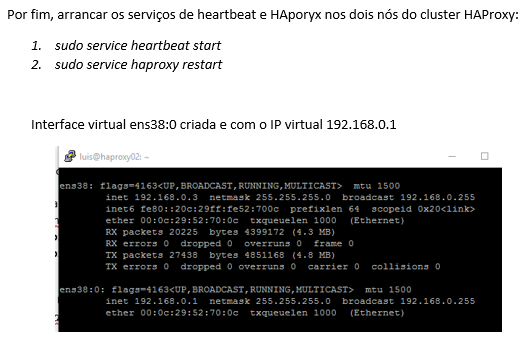 Por fim, arrancar os serviços de heartbeat e HAporyx nos dois nós do cluster HAProxy:
1. sudo service heartbeat start
2. sudo service haproxy restart
Interface virtual ens38:0 criada e com o IP virtual 192.168.0.1
luis@haproxy02: ~
ens38: flags=4163<UP,BROADCAST,RUNNING,MULTICAST>  mtu 1500
inet 192.168.0.3  netmask 255.255.255.0  broadcast 192.168.0.255
inet6 fe80::20c:29ff:fe52:700c  prefixlen 64  scopeid 0x20<link>
ether 00:0c:29:52:70:0c  txqueuelen 1000  (Ethernet)
RX packets 20225  bytes 4399172 (4.3 MB)
RX errors 0  dropped 0  overruns 0  frame 0
TX packets 27438  bytes 4851168 (4.8 MB)
TX errors 0  dropped 0 overruns 0  carrier 0  collisions 0
ens38:0: flags=4163<UP,BROADCAST,RUNNING,MULTICAST>  mtu 1500
inet 192.168.0.1  netmask 255.255.255.0  broadcast 192.168.0.255
ether 00:0c:29:52:70:0c  txqueuelen 1000  (Ethernet)